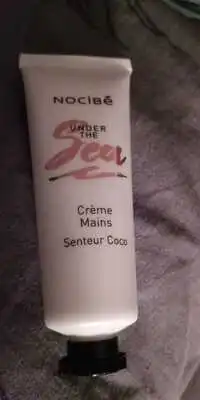 NOCIBé
UNDER
THE
Sea
Crème
Mains
Senteur Coco